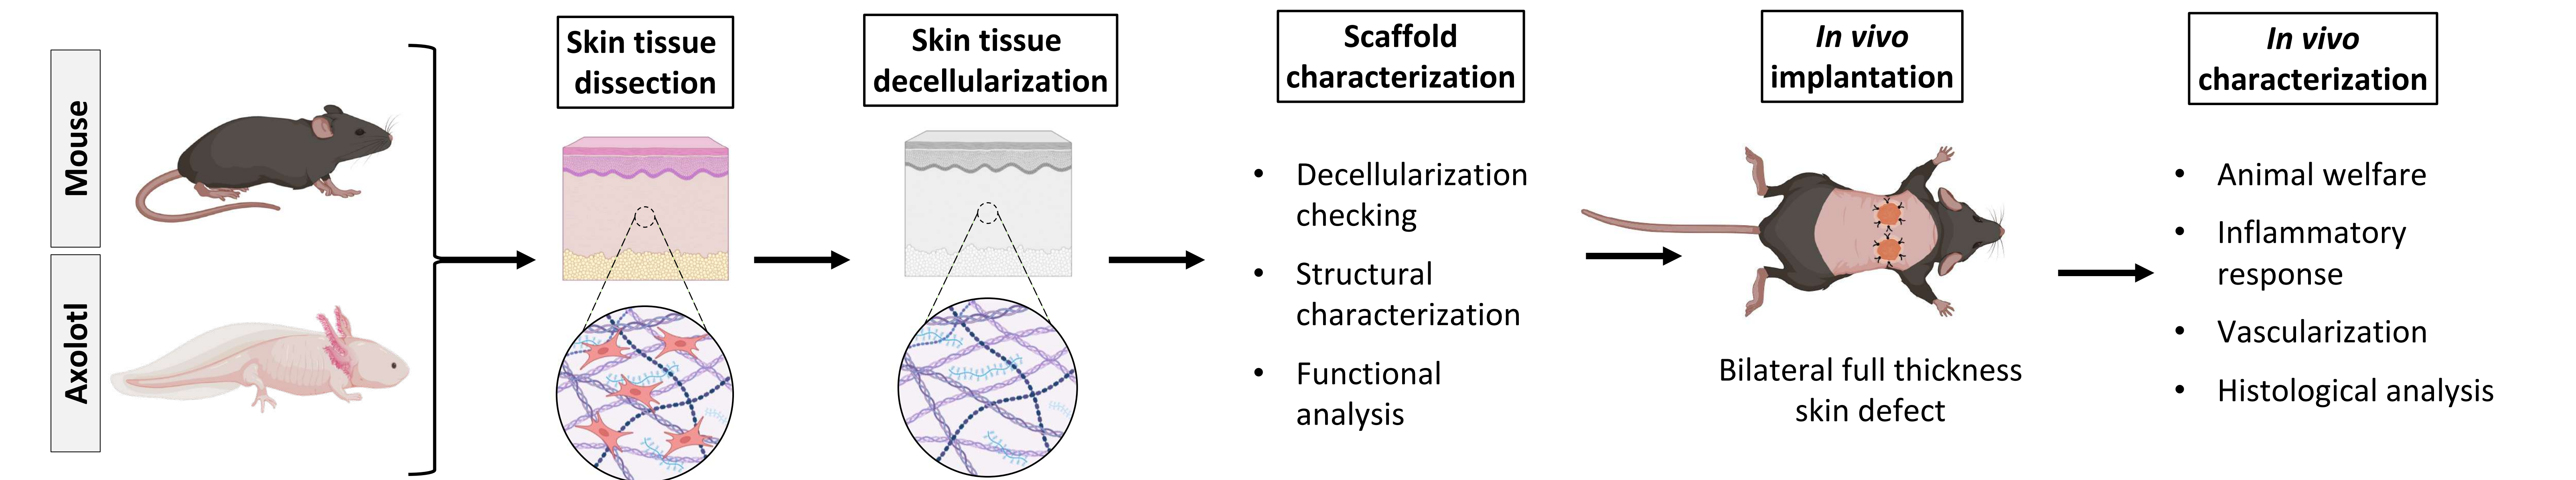 Mouse
Axolotl
Skin tissue
dissection
Skin tissue
decellularization
Scaffold
characterization
• Decellularization
checking
• Structural
characterization
• Functional
analysis
In vivo
implantation
Bilateral full thickness
skin defect
In vivo
characterization
• Animal welfare
• Inflammatory
response
• Vascularization
• Histological analysis